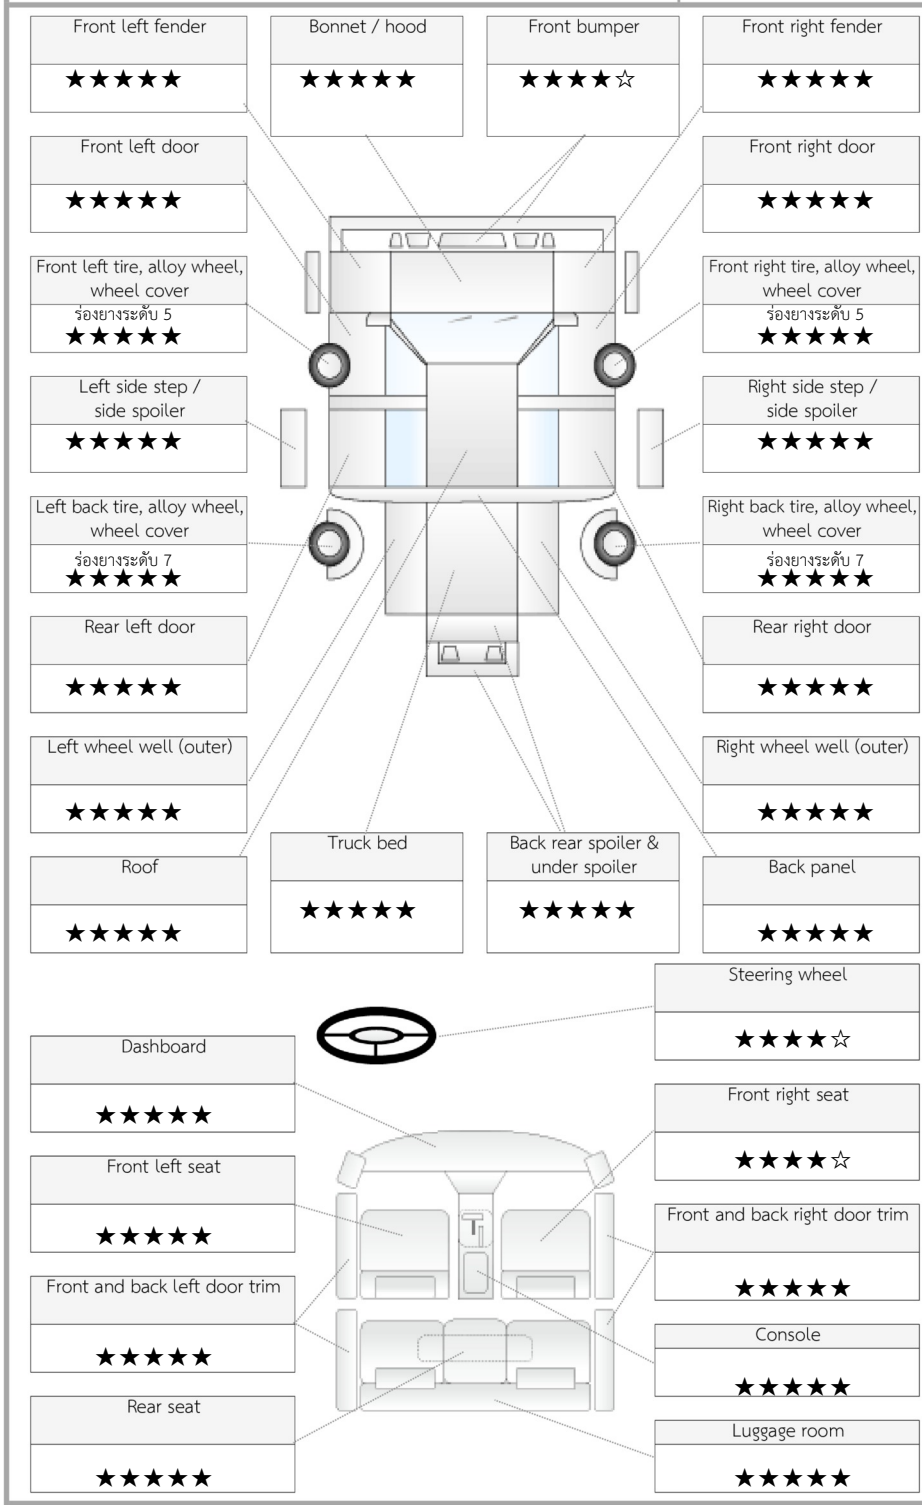 Front left fender
★★★★★
Bonnet / hood
★★★★★
Front bumper
★★★★☆
Front right fender
★★★★★
Front left door
★★★★★
Front right door
★★★★★
Front left tire, alloy wheel,
wheel cover
ร่องยางระดับ 5
★★★★★
Front right tire, alloy wheel,
wheel cover
ร่องยางระดับ 5
★★★★★
Left side step /
side spoiler
★★★★★
Right side step /
side spoiler
★★★★★
Left back tire, alloy wheel,
wheel cover
ร่องยางระดับ 7
★★★★★
Right back tire, alloy wheel,
wheel cover
ร่องยางระดับ 7
★★★★★
Rear left door
★★★★★
Rear right door
★★★★★
Left wheel well (outer)
★★★★★
Right wheel well (outer)
★★★★★
Roof
★★★★★
Truck bed
★★★★★
Back rear spoiler &
under spoiler
★★★★★
Back panel
★★★★★
Steering wheel
★★★★☆
Dashboard
★★★★★
Front right seat
★★★★☆
Front left seat
★★★★★
Front and back right door trim
★★★★★
Front and back left door trim
★★★★★
Console
★★★★★
Rear seat
★★★★★
Luggage room
★★★★★